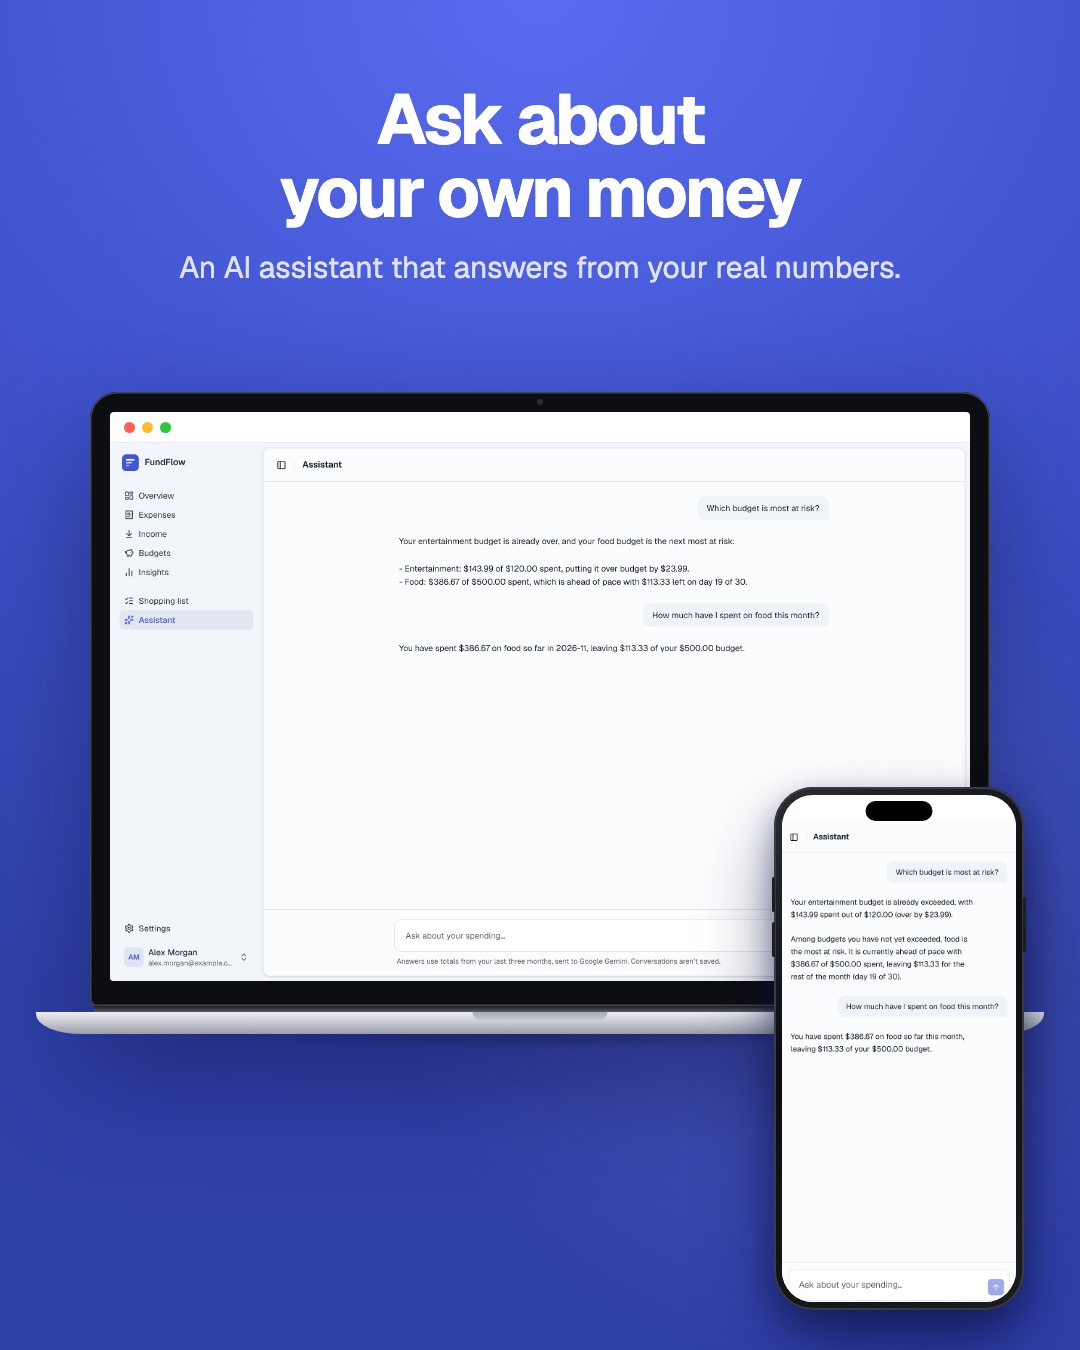 Ask about
your own money
An AI assistant that answers from your real numbers.
FundFlow
Overview
Expenses
Income
Budgets
Insights
Shopping list
Assistant
Settings
AM
Alex Morgan
alex.morgan@example.c...
Assistant
Which budget is most at risk?
Your entertainment budget is already over, and your food budget is the next most at risk:
- Entertainment: $143.99 of $120.00 spent, putting it over budget by $23.99.
- Food: $386.67 of $500.00 spent, which is ahead of pace with $113.33 left on day 19 of 30.
How much have I spent on food this month?
You have spent $386.67 on food so far in 2026-11, leaving $113.33 of your $500.00 budget.
Ask about your spending...
Answers use totals from your last three months, sent to Google Gemini. Conversations aren't saved.
Assistant
Which budget is most at risk?
Your entertainment budget is already exceeded, with
$143.99 spent out of $120.00 (over by $23.99).
Among budgets you have not yet exceeded, food is
the most at risk. It is currently ahead of pace with
$386.67 of $500.00 spent, leaving $113.33 for the
rest of the month (day 19 of 30).
How much have I spent on food this month?
You have spent $386.67 on food so far this month,
leaving $113.33 of your $500.00 budget.
Ask about your spending...